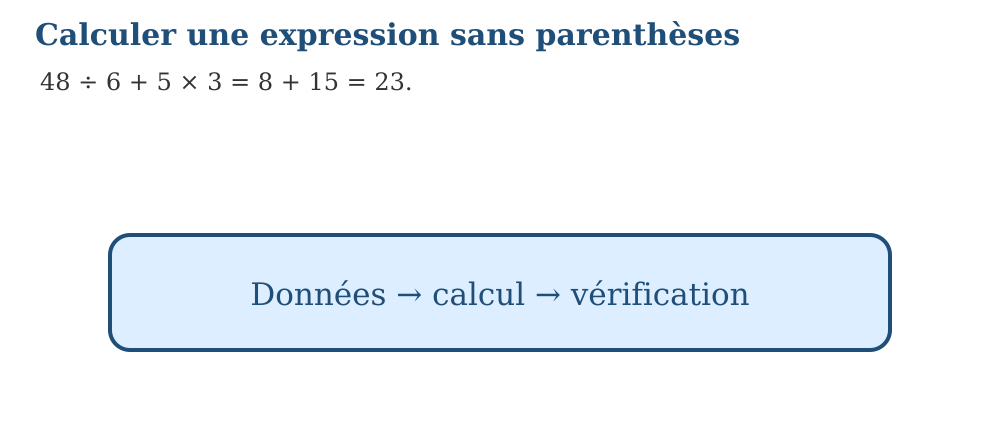 Calculer une expression sans parenthèses
48 ÷ 6 + 5 × 3 = 8 + 15 = 23.
Données → calcul → vérification